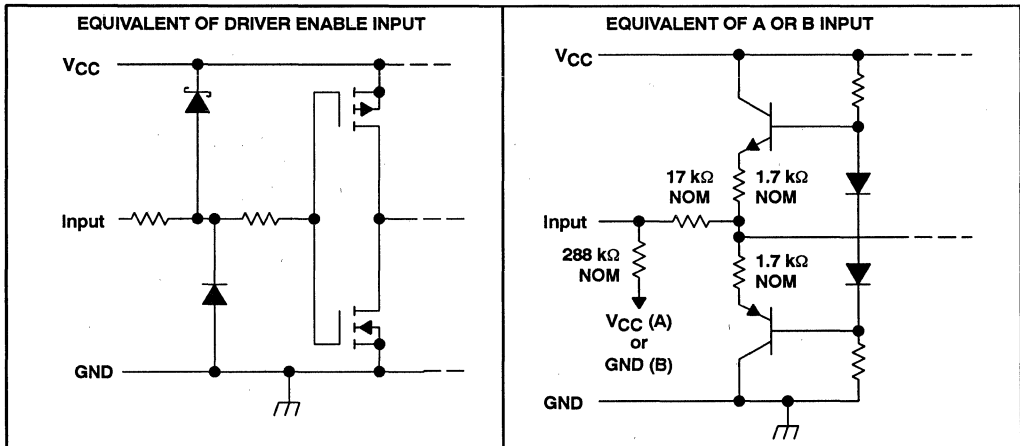 EQUIVALENT OF DRIVER ENABLE INPUT
VCC
Input
GND
EQUIVALENT OF A OR B INPUT
VCC
17 kΩ
NOM
1.7 kΩ
NOM
Input
288 kΩ
NOM
1.7 kΩ
NOM
VCC (A)
or
GND (B)
GND